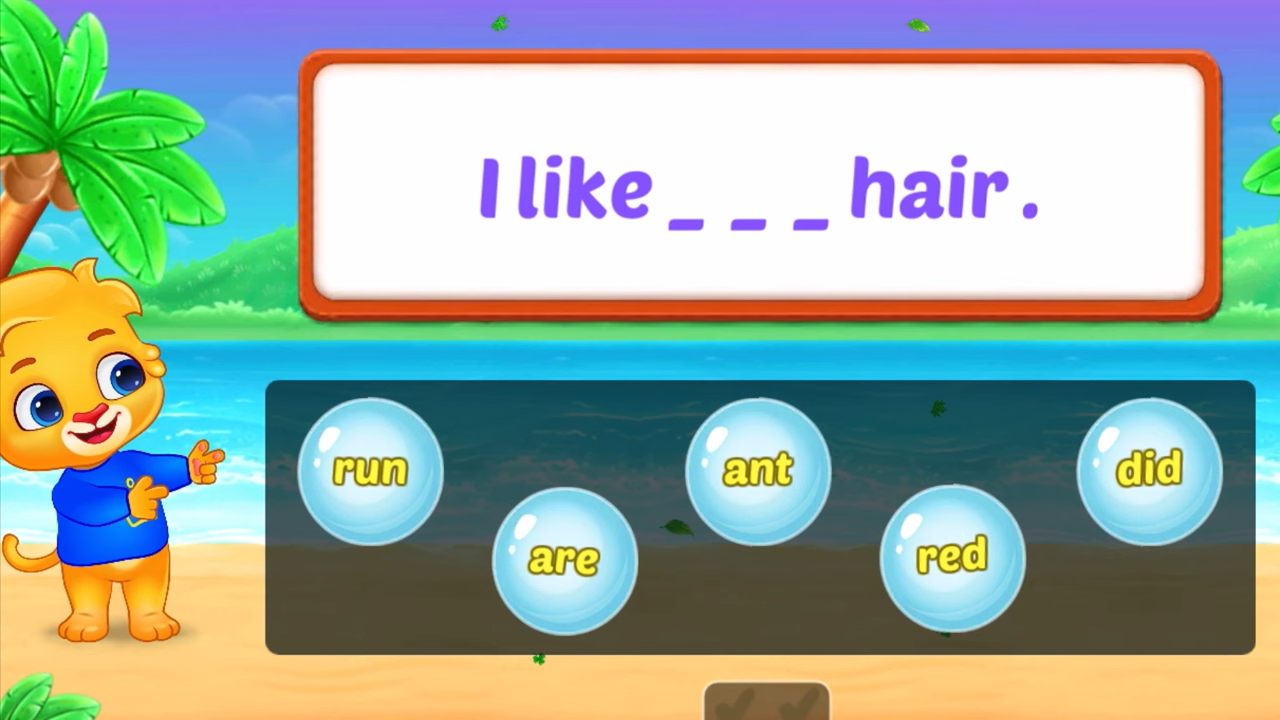 I like _ _ _ hair.
run
ant
did
are
red